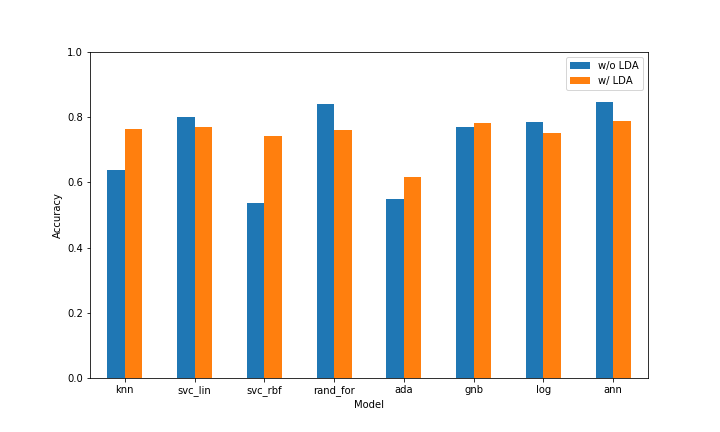 1.0
0.8
0.6
0.4
0.2
0.0
Accuracy
w/o LDA
w/ LDA
knn svc_lin svc_rbf rand_for ada gnb log ann
Model